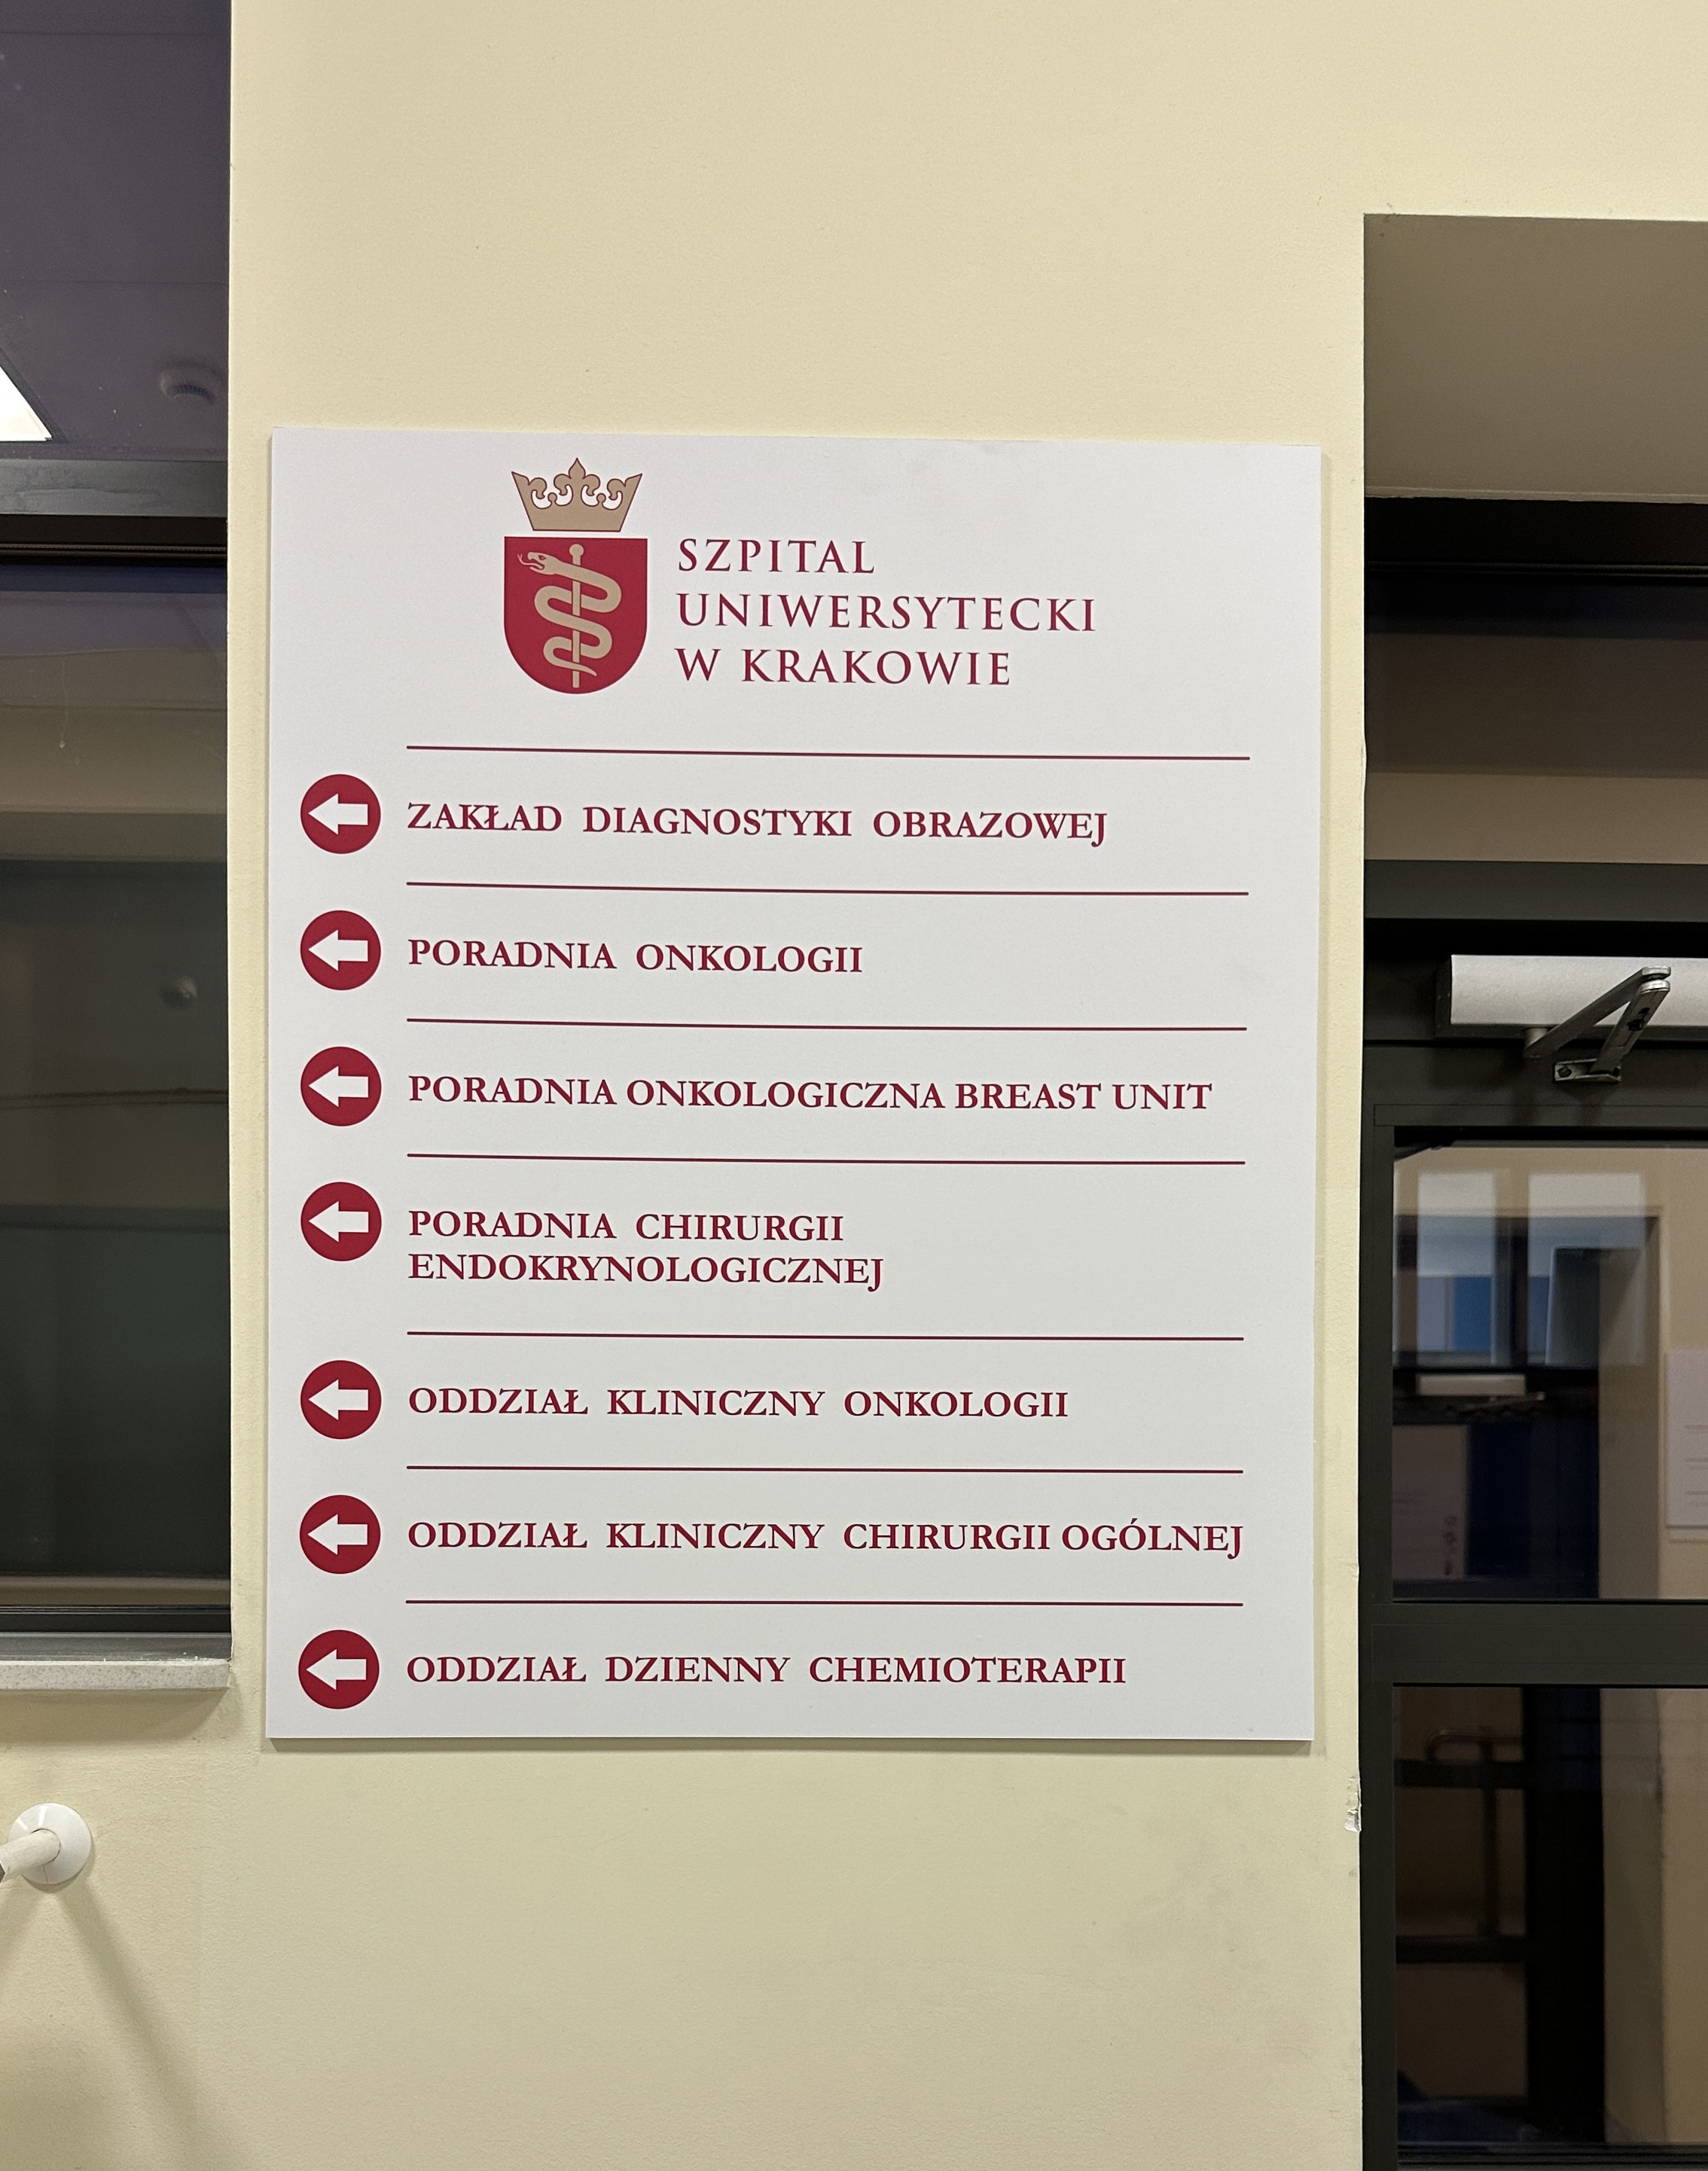 SZPITAL
UNIWERSYTECKI
W KRAKOWIE
ZAKŁAD DIAGNOSTYKI OBRAZOWEJ
PORADNIA ONKOLOGII
PORADNIA ONKOLOGICZNA BREAST UNIT
PORADNIA CHIRURGII
ENDOKRYNOLOGICZNEJ
ODDZIAŁ KLINICZNY ONKOLOGII
ODDZIAŁ KLINICZNY CHIRURGII OGÓLNEJ
ODDZIAŁ DZIENNY CHEMIOTERAPII